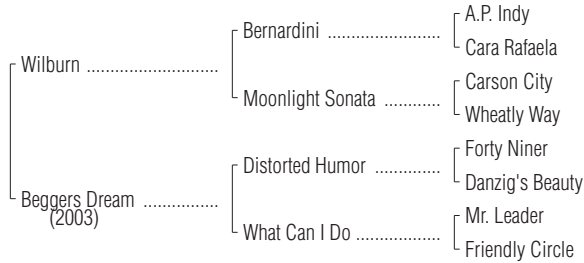 A.P. Indy
Bernardini ....................
Cara Rafaela
Wilburn ........................
Carson City
Moonlight Sonata ............
Wheatly Way
Forty Niner
Distorted Humor ..............
Danzig's Beauty
Beggers Dream ................
(2003)
Mr. Leader
What Can I Do ................
Friendly Circle